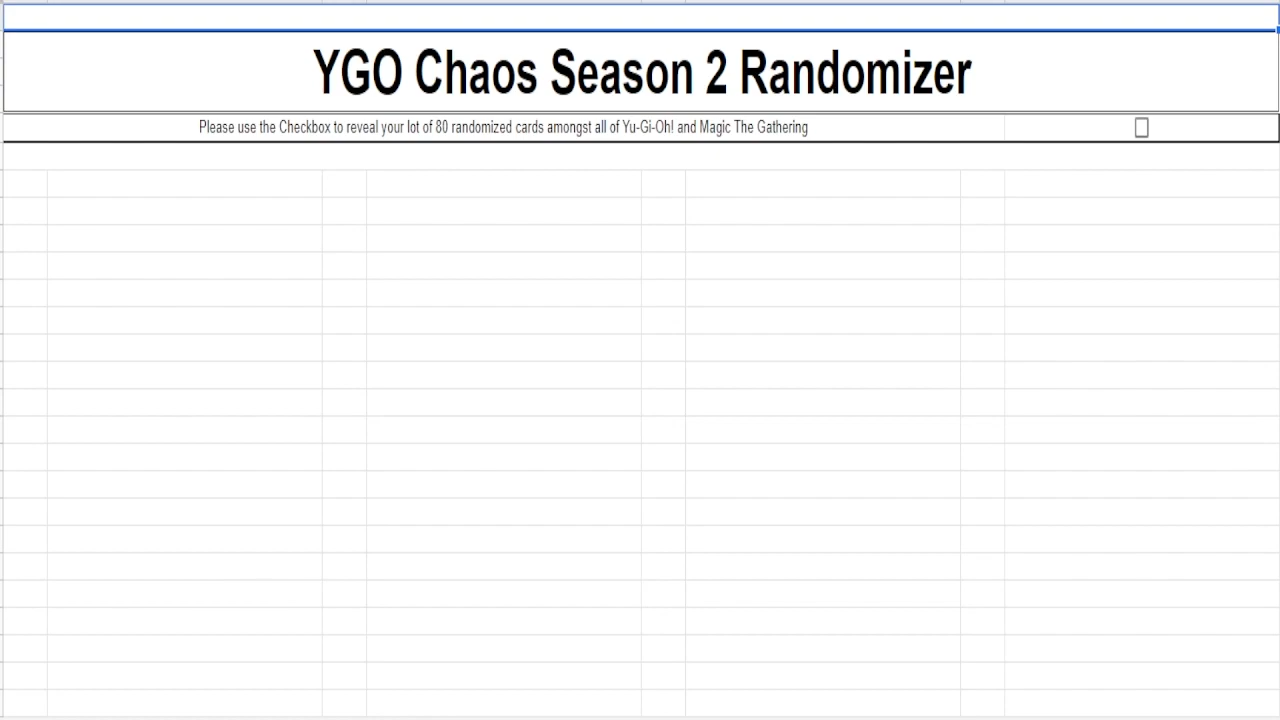 YGO Chaos Season 2 Randomizer
Please use the Checkbox to reveal your lot of 80 randomized cards amongst all of Yu-Gi-Oh! and Magic The Gathering